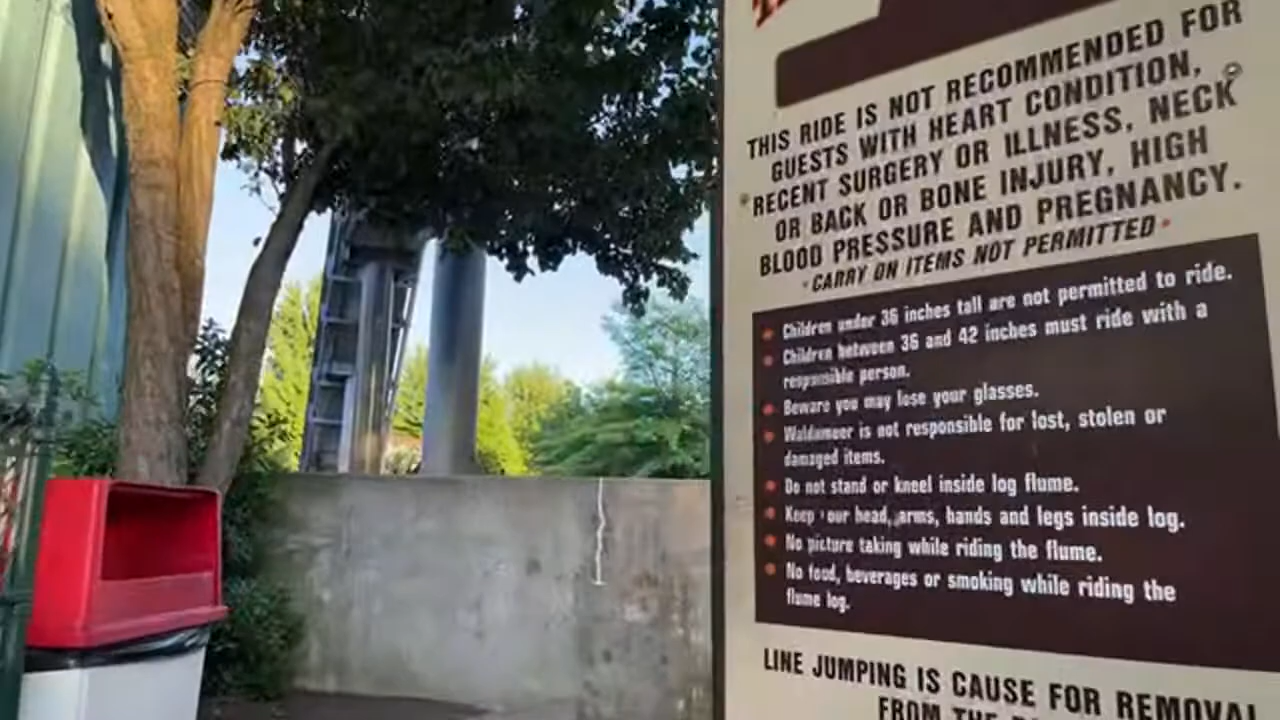 THIS RIDE IS NOT RECOMMENDED FOR
GUESTS WITH HEART CONDITION,
RECENT SURGERY OR ILLNESS, NECK
OR BACK OR BONE INJURY, HIGH
BLOOD PRESSURE AND PREGNANCY.
• CARRY ON ITEMS NOT PERMITTED •
• Children under 36 inches tall are not permitted to ride.
• Children between 36 and 42 inches must ride with a
responsible person.
• Beware you may lose your glasses.
• Waldameer is not responsible for lost, stolen or
damaged items.
• Do not stand or kneel inside log flume.
• Keep our head, arms, hands and legs inside log.
• No picture taking while riding the flume.
• No food, beverages or smoking while riding the
flume log.
LINE JUMPING IS CAUSE FOR REMOVAL
FROM THE